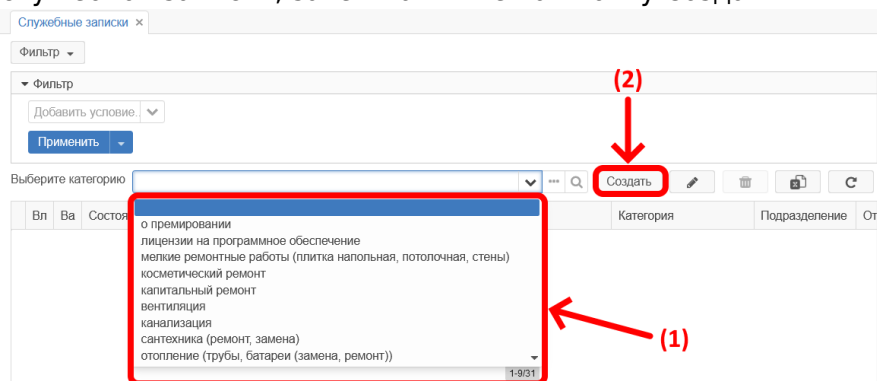 Служебные записки ×
Фильтр
Фильтр
(2)
Добавить условие..
Применить
Выберите категорию
Создать
Вл Ва Состоя Категория Подразделение От
о премировании
лицензии на программное обеспечение
мелкие ремонтные работы (плитка напольная, потолочная, стены)
косметический ремонт
капитальный ремонт
вентиляция
канализация
сантехника (ремонт, замена)
(1)
отопление (трубы, батареи (замена, ремонт))
1-9/31